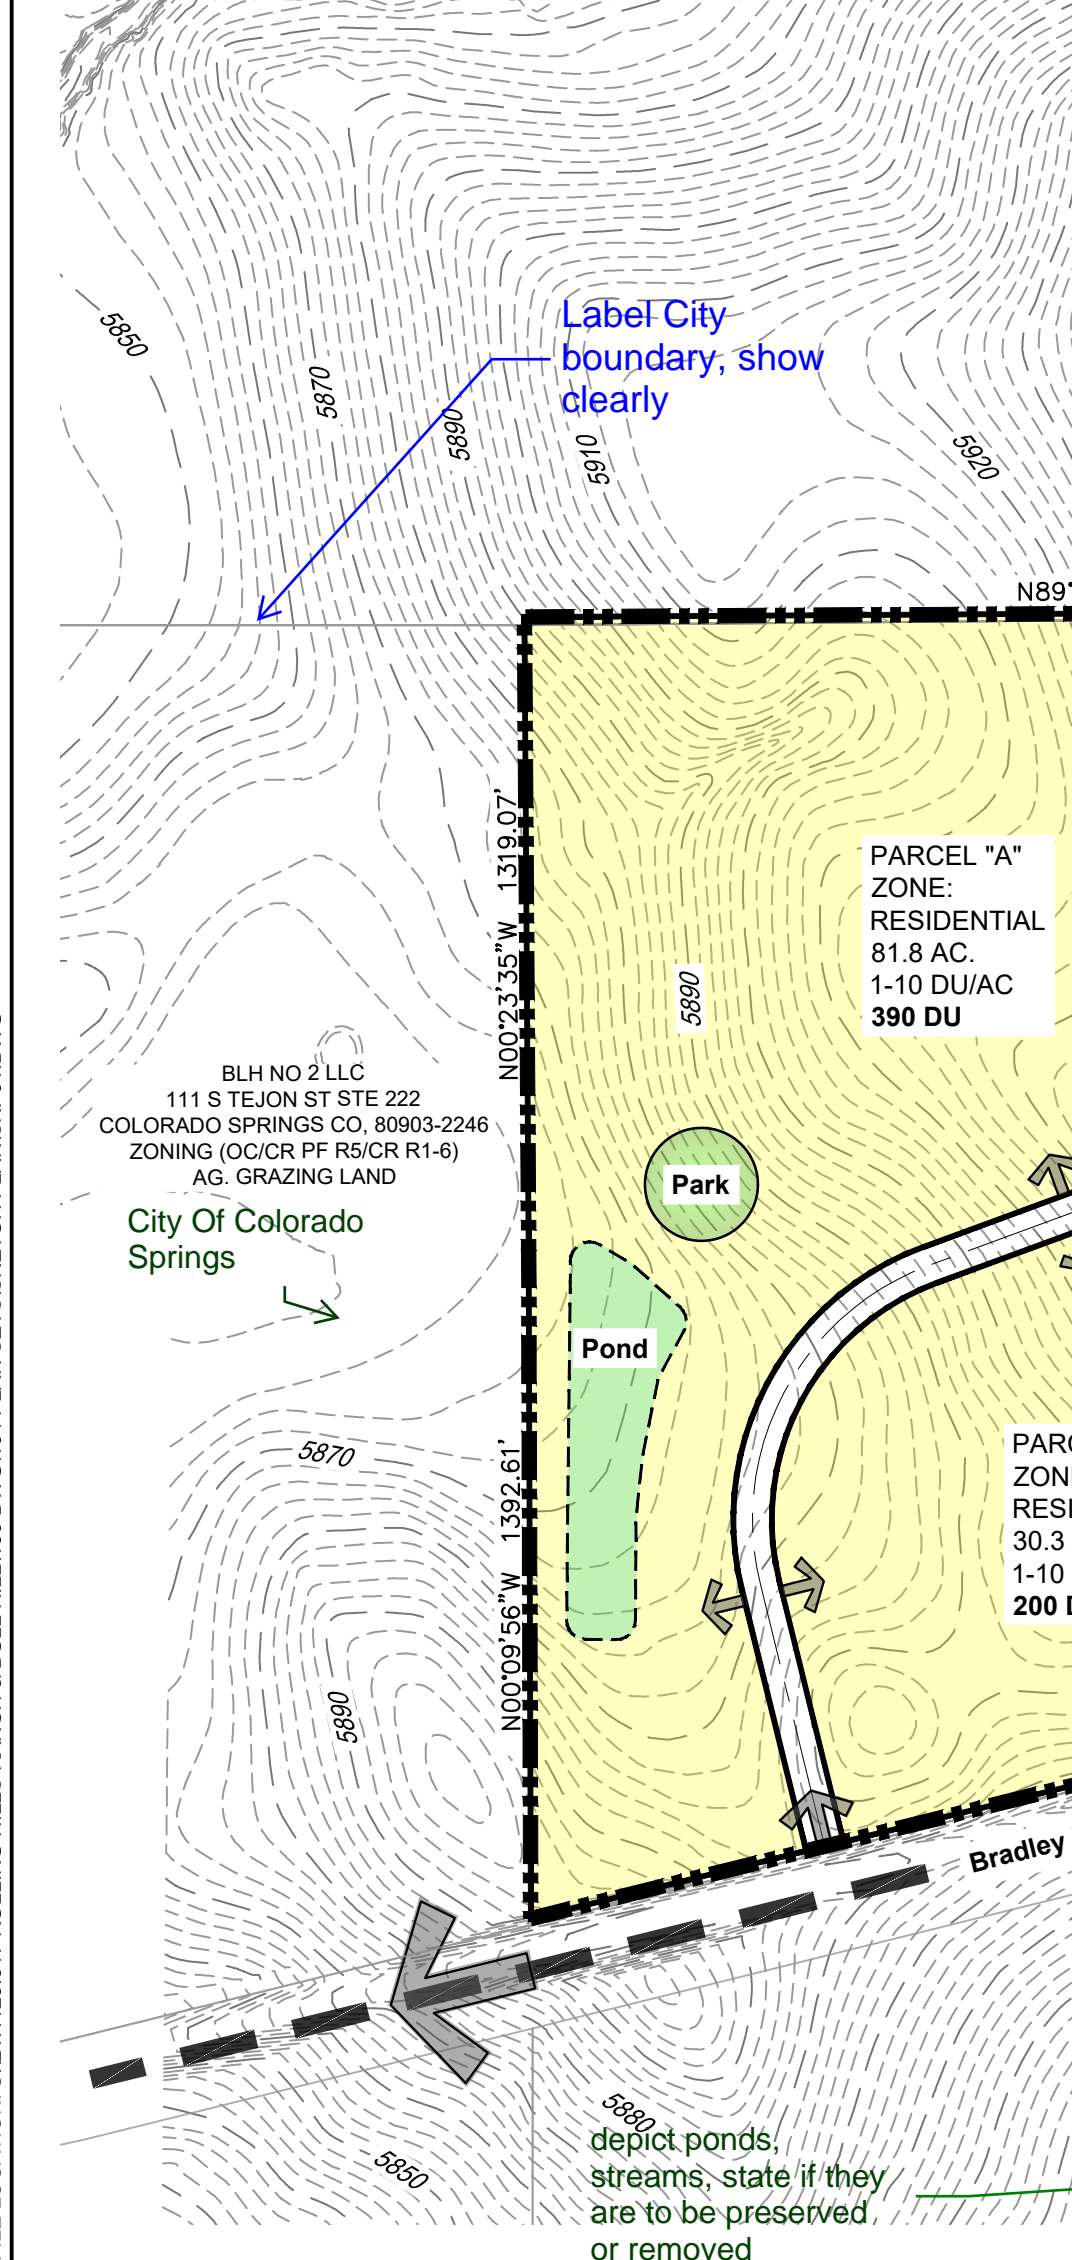 Label City
boundary, show
clearly
5850
5870
5890
5910
5920
N89°
1319.07'
N00°23'35"W
PARCEL "A"
ZONE:
RESIDENTIAL
81.8 AC.
1-10 DU/AC
390 DU
5890
BLH NO 2 LLC
111 S TEJON ST STE 222
COLORADO SPRINGS CO, 80903-2246
ZONING (OC/CR PF R5/CR R1-6)
AG. GRAZING LAND
Park
City Of Colorado
Springs
Pond
5870
1392.61'
N00°09'56"W
30.3
1-10
200
5890
Bradley
5880
depict ponds,
streams, state if they
are to be preserved
or removed
5850